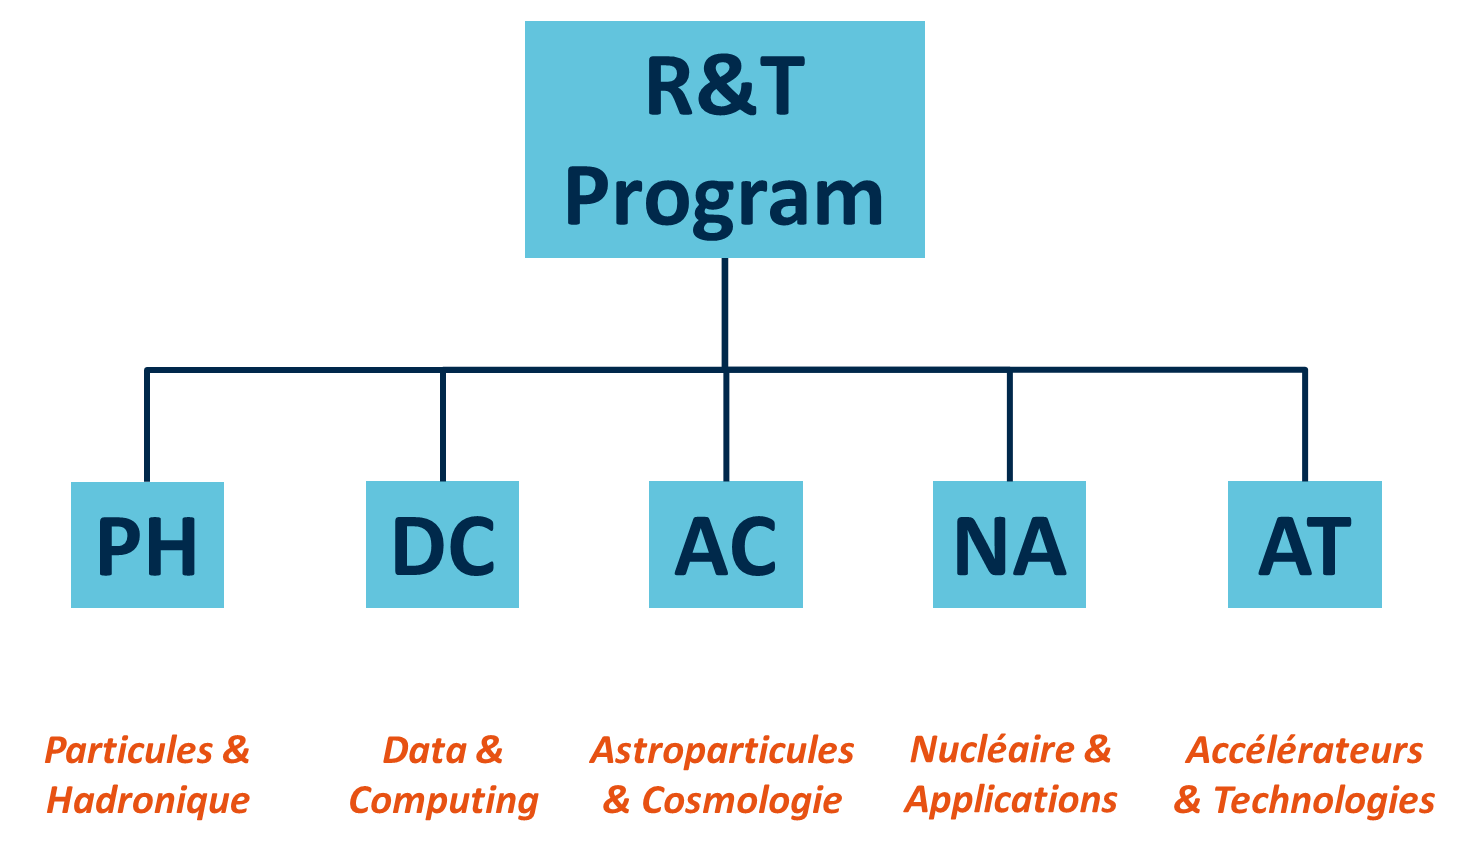 R&T
Program
PH
DC
AC
NA
AT
Particules &
Hadronique
Data &
Computing
Astroparticules
& Cosmologie
Nucléaire &
Applications
Accélérateurs
& Technologies